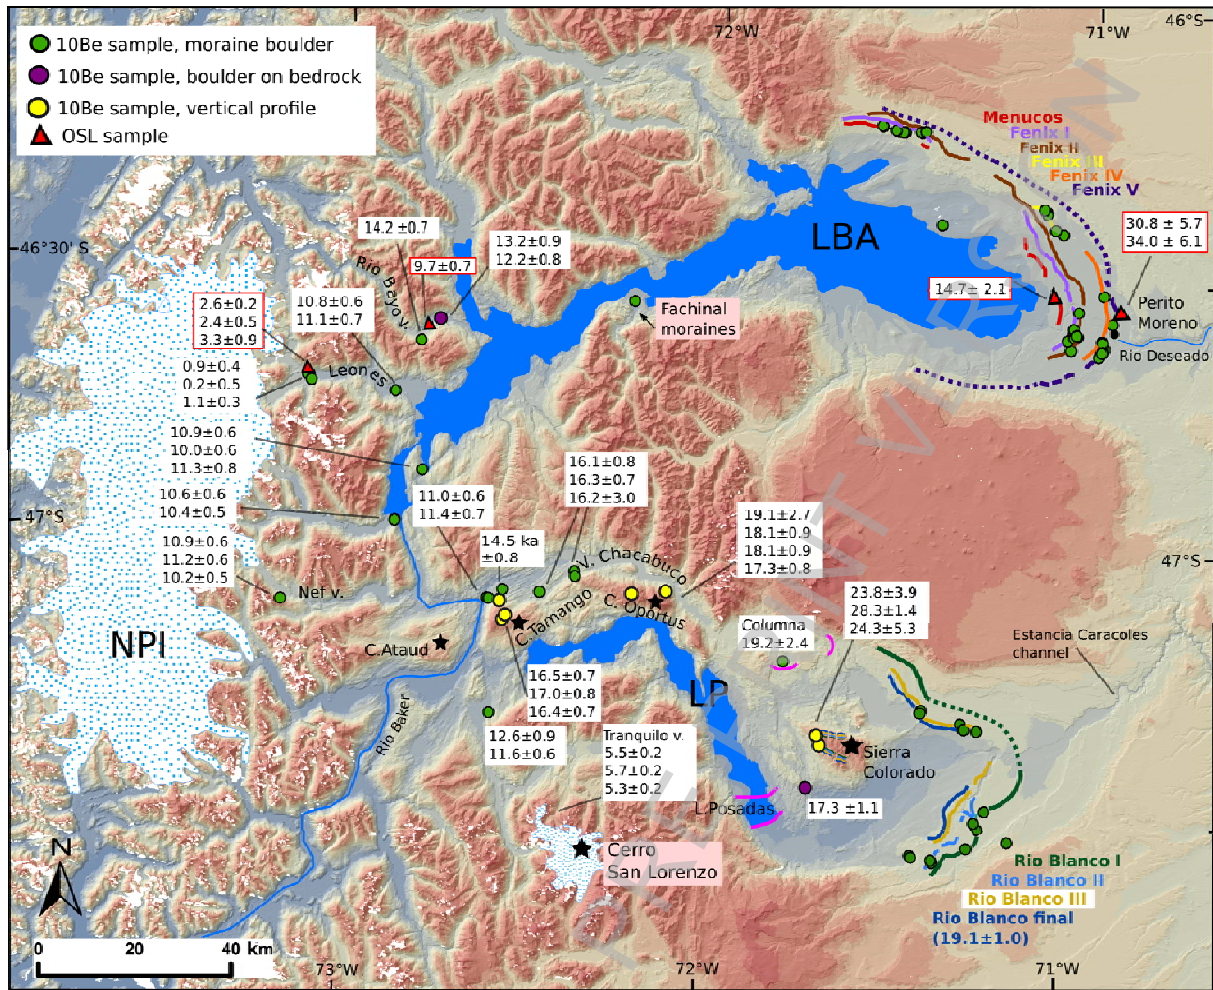 10Be sample, moraine boulder
10Be sample, boulder on bedrock
10Be sample, vertical profile
OSL sample
72°W
71°W
46°S
Menucos
Fenix I
Fenix II
Fenix III
Fenix IV
Fenix V
30.8 ± 5.7
34.0 ± 6.1
14.2 ±0.7
13.2±0.9
12.2±0.8
9.7±0.7
46°30' S
Rio Bayo v.
LBA
14.7± 2.1
Perito
Moreno
Rio Deseado
2.6±0.2
2.4±0.5
3.3±0.9
10.8±0.6
11.1±0.7
Fachinal
moraines
0.9±0.4
0.2±0.5
1.1±0.3
Leones
10.9±0.6
10.0±0.6
11.3±0.8
16.1±0.8
16.3±0.7
16.2±3.0
10.6±0.6
10.4±0.5
11.0±0.6
11.4±0.7
47°S
14.5 ka
±0.8
19.1±2.7
18.1±0.9
18.1±0.9
17.3±0.8
47°S
10.9±0.6
11.2±0.6
10.2±0.5
V. Chacabuco
Nef v.
C. Tamango
C. Oportus
23.8±3.9
28.3±1.4
24.3±5.3
Columna
19.2±2.4
Estancia Caracoles
channel
NPI
C.Ataud
16.5±0.7
17.0±0.8
16.4±0.7
LP
Rio Baker
12.6±0.9
11.6±0.6
Tranquilo v.
5.5±0.2
5.7±0.2
5.3±0.2
Sierra
Colorado
L.Posadas
17.3 ±1.1
Cerro
San Lorenzo
N
Rio Blanco I
Rio Blanco II
Rio Blanco III
Rio Blanco final
(19.1±1.0)
0 20 40 km
73°W
72°W
71°W